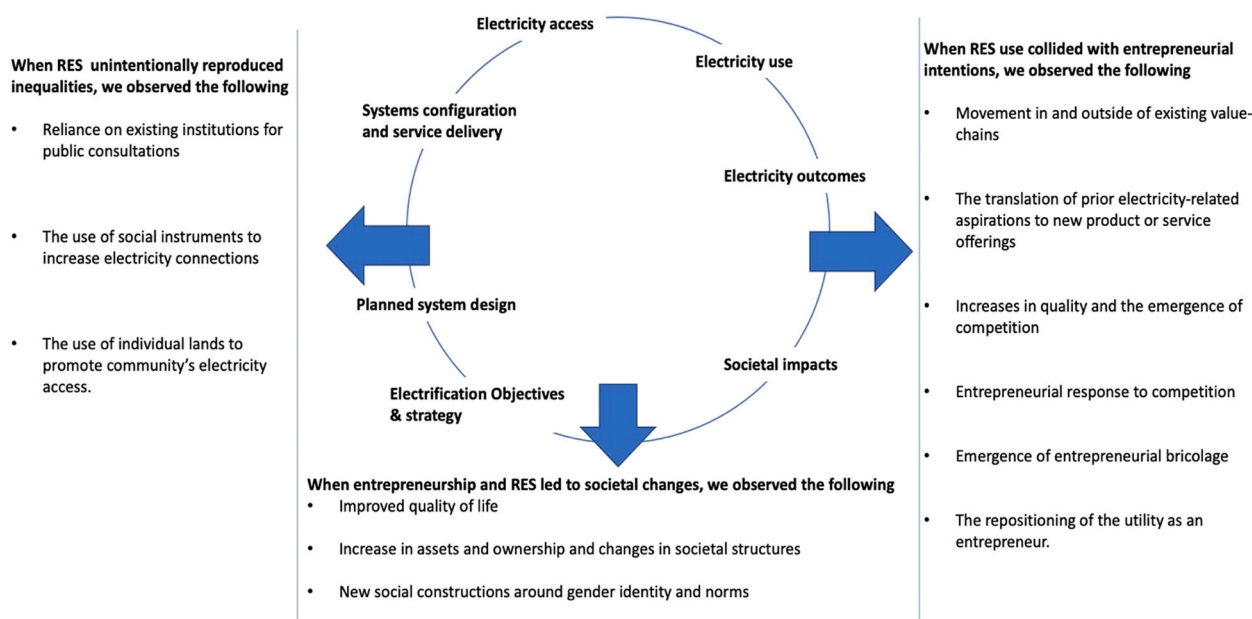 When RES unintentionally reproduced
inequalities, we observed the following
• Reliance on existing institutions for
public consultations
• The use of social instruments to
increase electricity connections
• The use of individual lands to
promote community's electricity
access.
Electricity access
Electricity use
Systems configuration
and service delivery
Electricity outcomes
Planned system design
Societal impacts
Electrification Objectives
& strategy
When entrepreneurship and RES led to societal changes, we observed the following
• Improved quality of life
• Increase in assets and ownership and changes in societal structures
• New social constructions around gender identity and norms
When RES use collided with entrepreneurial
intentions, we observed the following
• Movement in and outside of existing value-
chains
• The translation of prior electricity-related
aspirations to new product or service
offerings
• Increases in quality and the emergence of
competition
• Entrepreneurial response to competition
• Emergence of entrepreneurial bricolage
• The repositioning of the utility as an
entrepreneur.